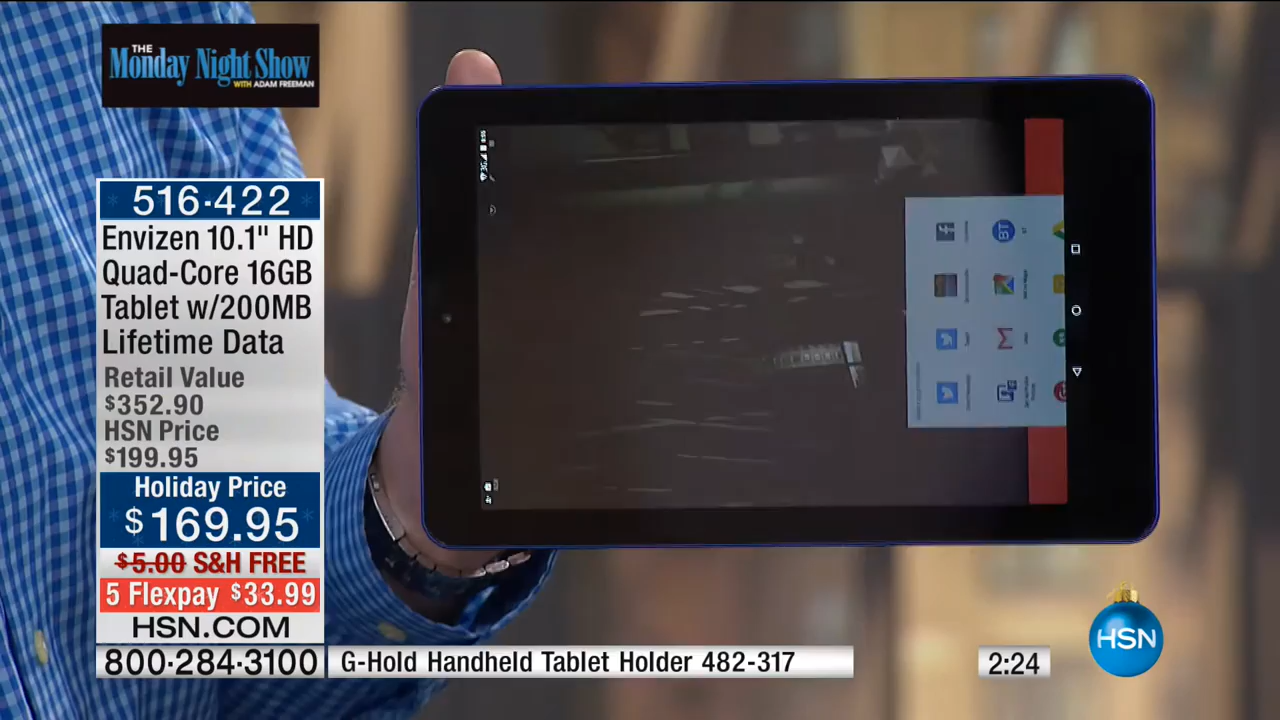 THE
Monday Night Show
WITH ADAM FREEMAN
516-422
Envizen 10.1" HD
Quad-Core 16GB
Tablet w/200MB
Lifetime Data
Retail Value
$352.90
HSN Price
$199.95
Holiday Price
$169.95
$5.00 S&H FREE
5 Flexpay $33.99
HSN.COM
800-284-3100
G-Hold Handheld Tablet Holder 482-317
2:24
HSN
3G
BT